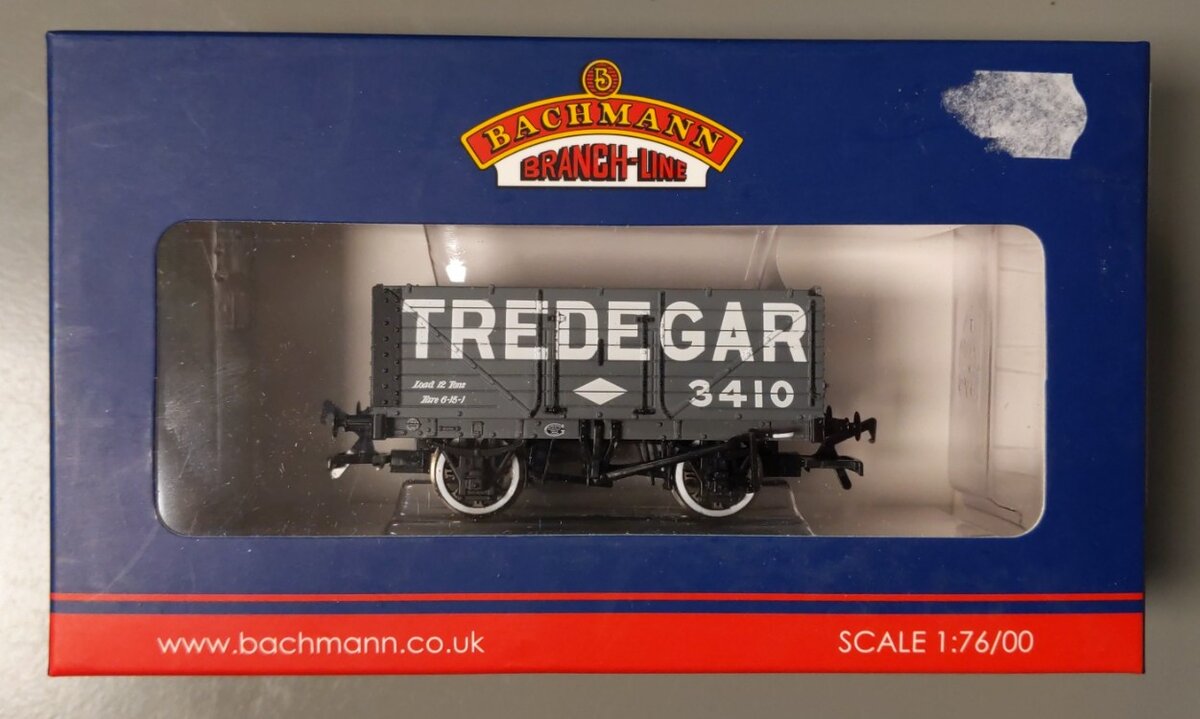 B
BACHMANN
BRANCH-LINE
TREDEGAR
Load 12 Tons
Tare 6-15-1
3410
www.bachmann.co.uk
SCALE 1:76/00